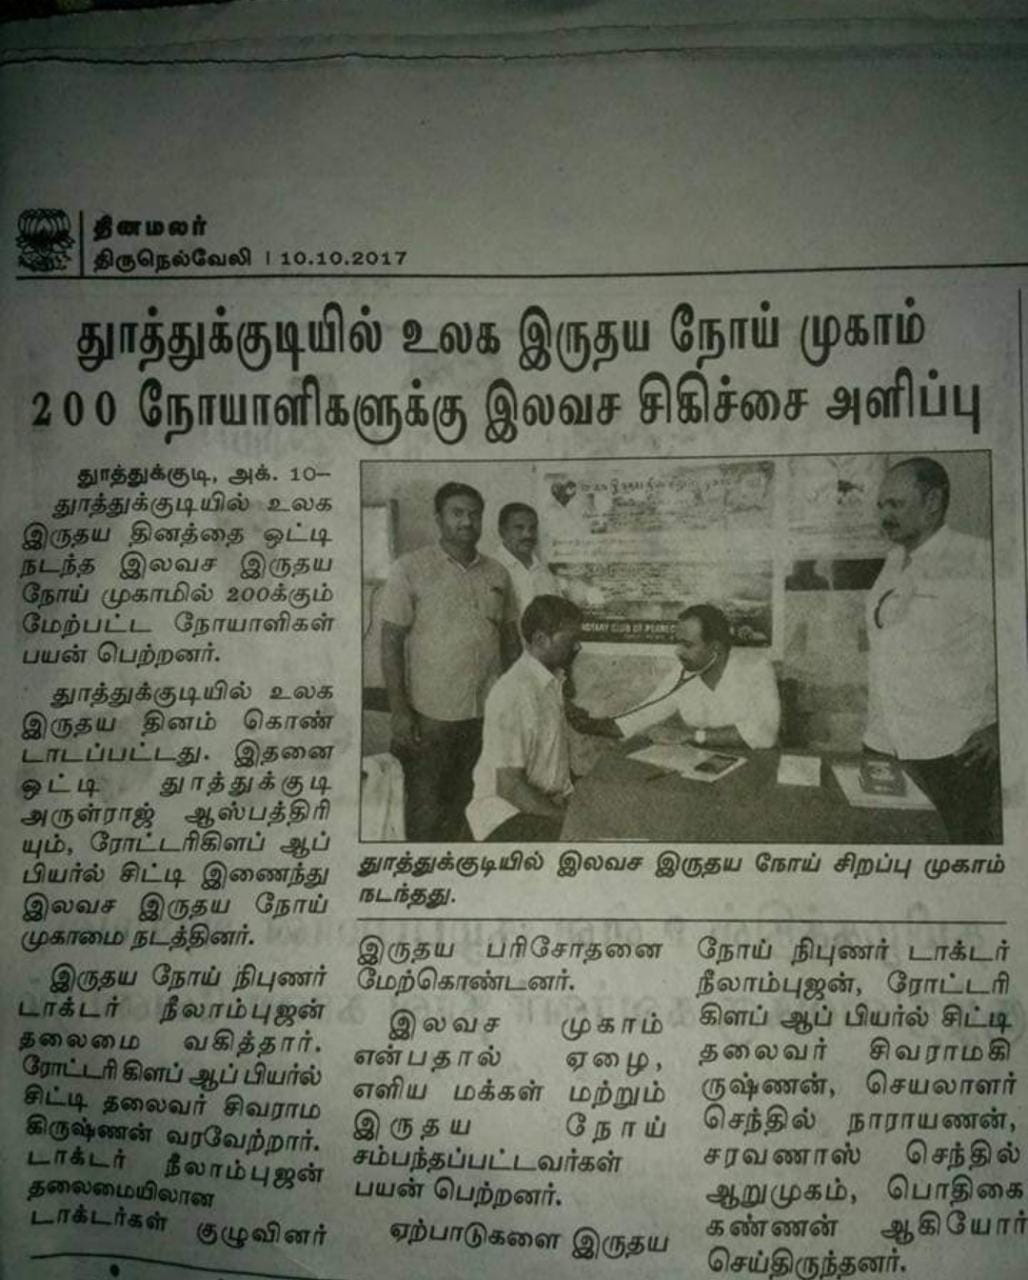 தினமலர்
திருநெல்வேலி | 10.10.2017
தூத்துக்குடியில் உலக இருதய நோய் முகாம்
200 நோயாளிகளுக்கு இலவச சிகிச்சை அளிப்பு
தூத்துக்குடி, அக். 10–
தூத்துக்குடியில் உலக
இருதய தினத்தை ஒட்டி
நடந்த இலவச இருதய
நோய் முகாமில் 200க்கும்
மேற்பட்ட நோயாளிகள்
பயன் பெற்றனர்.
தூத்துக்குடியில் உலக
இருதய தினம் கொண்
டாடப்பட்டது. இதனை
ஒட்டி தூத்துக்குடி
அருள்ராஜ் ஆஸ்பத்திரி
யும், ரோட்டரிகிளப் ஆப்
பியர்ல் சிட்டி இணைந்து
இலவச இருதய நோய்
முகாமை நடத்தினர்.
இருதய நோய் நிபுணர்
டாக்டர் நீலாம்புஜன்
தலைமை வகித்தார்.
ரோட்டரி கிளப் ஆப் பியர்ல்
சிட்டி தலைவர் சிவராம
கிருஷ்ணன் வரவேற்றார்.
டாக்டர் நீலாம்புஜன்
தலைமையிலான
டாக்டர்கள் குழுவினர்
ROTARY CLUB OF
தூத்துக்குடியில் இலவச இருதய நோய் சிறப்பு முகாம்
நடந்தது.
இருதய பரிசோதனை
மேற்கொண்டனர்.
இலவச முகாம்
என்பதால் ஏழை,
எளிய மக்கள் மற்றும்
இருதய நோய்
சம்பந்தப்பட்டவர்கள்
பயன் பெற்றனர்.
ஏற்பாடுகளை இருதய
நோய் நிபுணர் டாக்டர்
நீலாம்புஜன், ரோட்டரி
கிளப் ஆப் பியர்ல் சிட்டி
தலைவர் சிவராமகி
ருஷ்ணன், செயலாளர்
செந்தில் நாராயணன்,
சரவணாஸ் செந்தில்
ஆறுமுகம், பொதிகை
கண்ணன் ஆகியோர்
செய்திருந்தனர்.